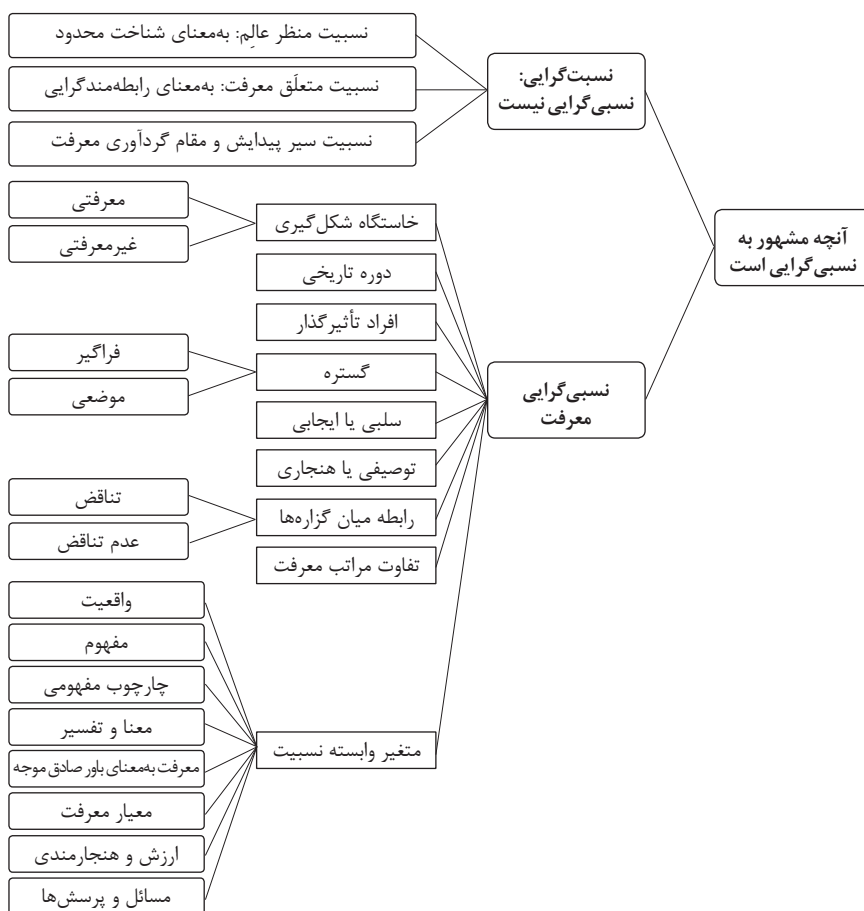 آنچه مشهور به
نسبی‌گرایی است
نسبت‌گرایی:
نسبی‌گرایی نیست
نسبیت منظر عالِم: به‌معنای شناخت محدود
نسبیت متعلَق معرفت: به‌معنای رابطه‌مندگرایی
نسبیت سیر پیدایش و مقام گردآوری معرفت
نسبی‌گرایی
معرفت
خاستگاه شکل‌گیری
معرفتی
غیرمعرفتی
دوره تاریخی
افراد تأثیرگذار
گستره
فراگیر
موضعی
سلبی یا ایجابی
توصیفی یا هنجاری
رابطه میان گزاره‌ها
تناقض
عدم تناقض
تفاوت مراتب معرفت
متغیر وابسته نسبیت
واقعیت
مفهوم
چارچوب مفهومی
معنا و تفسیر
معرفت به‌معنای باور صادق موجه
معیار معرفت
ارزش و هنجارمندی
مسائل و پرسش‌ها